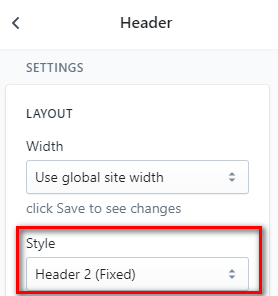 Header
SETTINGS
LAYOUT
Width
Use global site width
click Save to see changes
Style
Header 2 (Fixed)